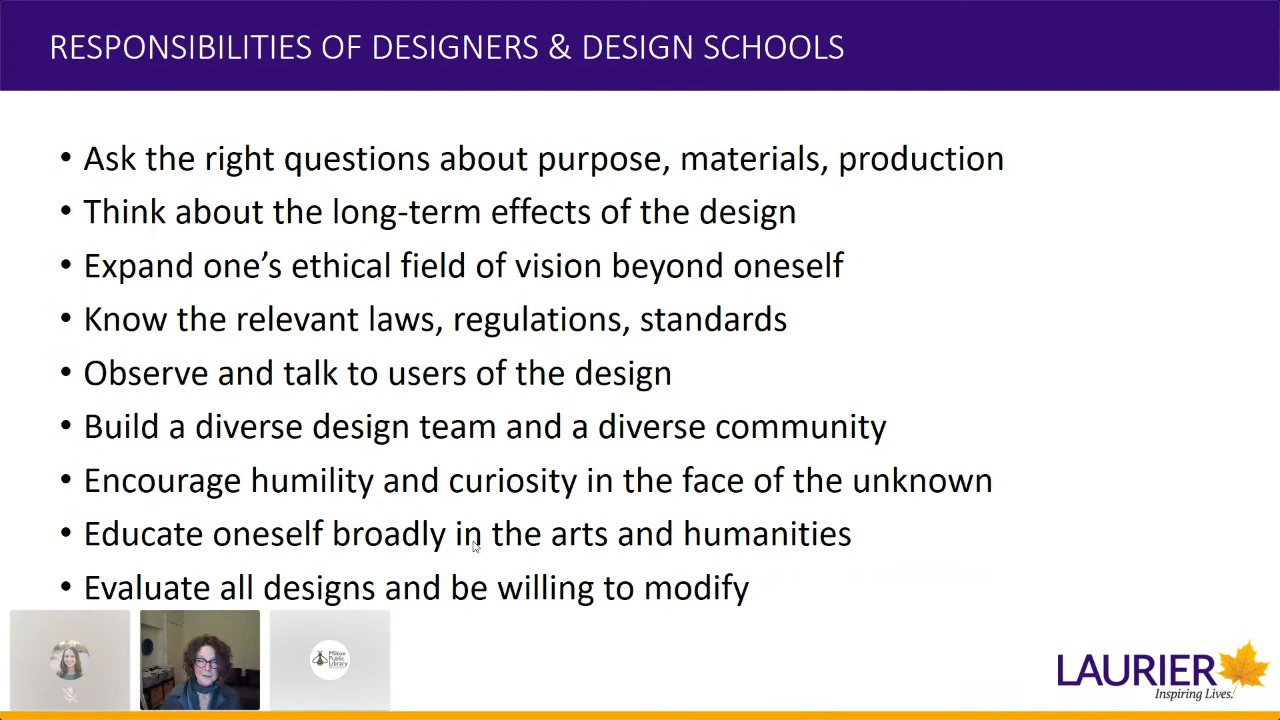 RESPONSIBILITIES OF DESIGNERS & DESIGN SCHOOLS
• Ask the right questions about purpose, materials, production
• Think about the long-term effects of the design
• Expand one’s ethical field of vision beyond oneself
• Know the relevant laws, regulations, standards
• Observe and talk to users of the design
• Build a diverse design team and a diverse community
• Encourage humility and curiosity in the face of the unknown
• Educate oneself broadly in the arts and humanities
• Evaluate all designs and be willing to modify
Milton
Public
Library
LAURIER
Inspiring Lives.